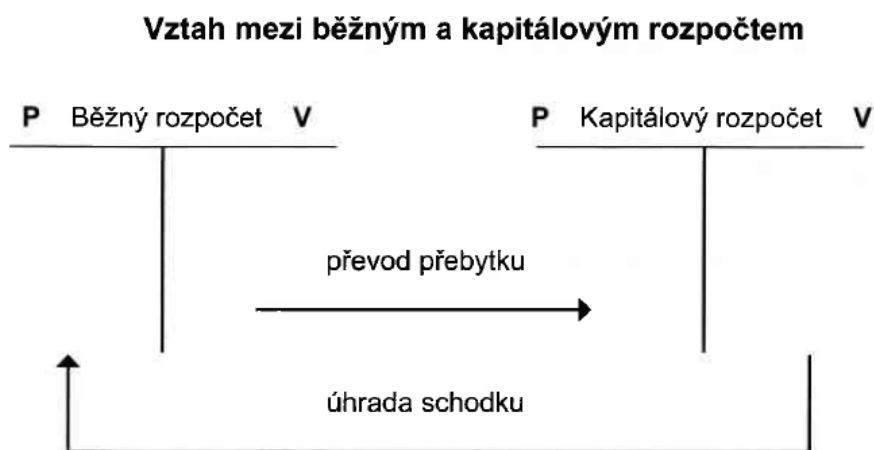 Vztah mezi běžným a kapitálovým rozpočtem
P Běžný rozpočet V
P Kapitálový rozpočet V
převod přebytku
úhrada schodku